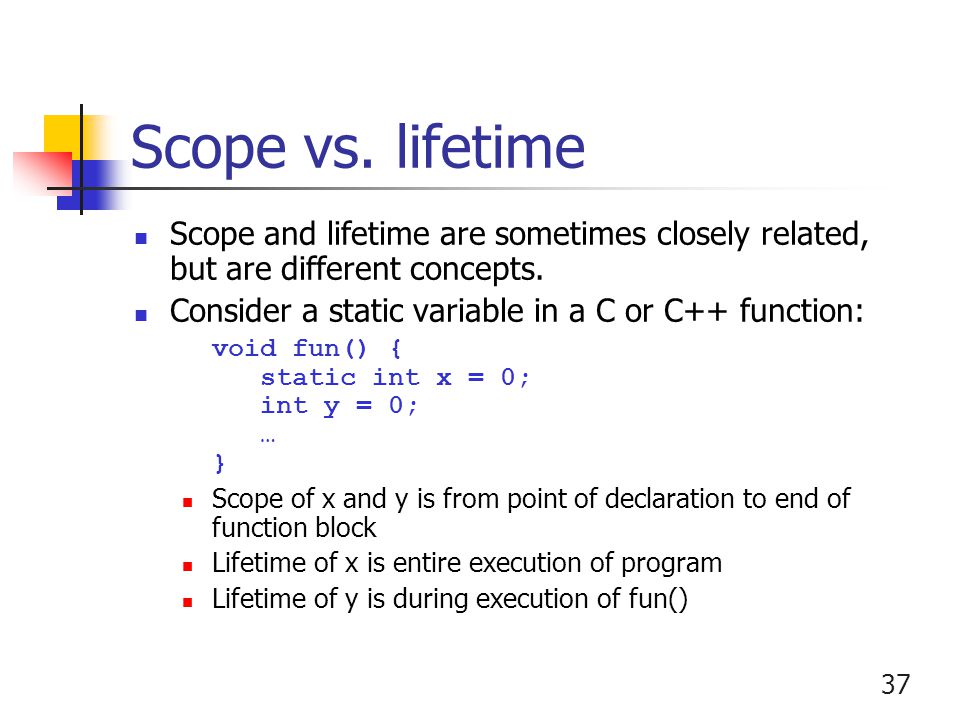 Scope vs. lifetime
Scope and lifetime are sometimes closely related,
but are different concepts.
Consider a static variable in a C or C++ function:
void fun() {
static int x = 0;
int y = 0;
…
}
Scope of x and y is from point of declaration to end of
function block
Lifetime of x is entire execution of program
Lifetime of y is during execution of fun()
37